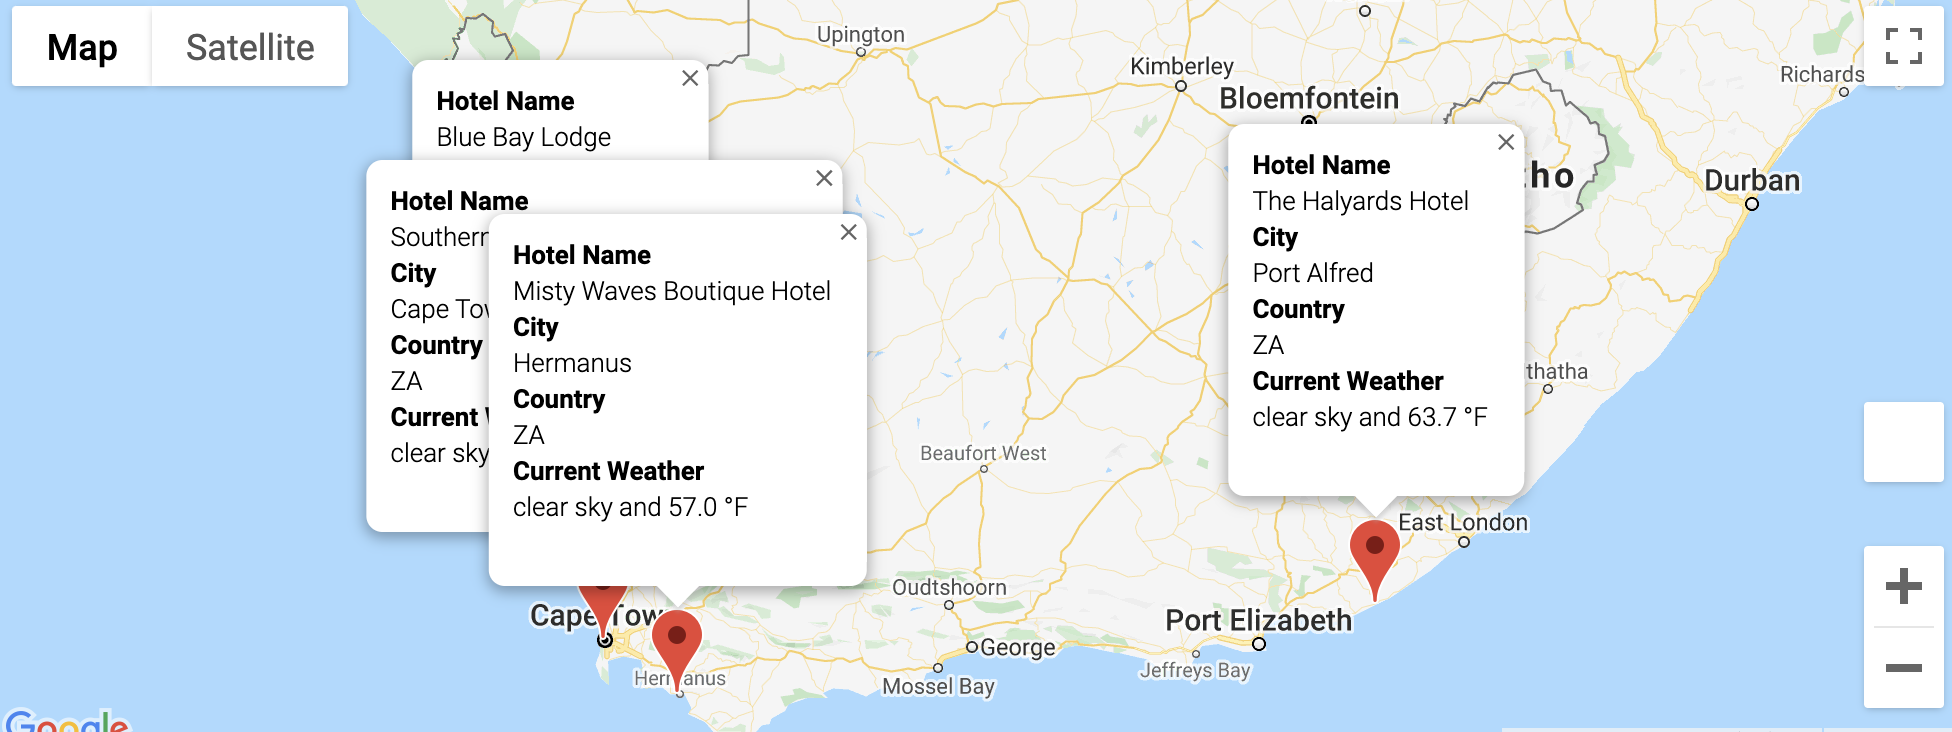 Map
Satellite
Upington
Kimberley
Bloemfontein
Richards
Durban
Hotel Name
Blue Bay Lodge
Hotel Name
Southern
City
Cape Tow
Country
ZA
Current
clear sky
Hotel Name
Misty Waves Boutique Hotel
City
Hermanus
Country
ZA
Current Weather
clear sky and 57.0 °F
Hotel Name
The Halyards Hotel
City
Port Alfred
Country
ZA
Current Weather
clear sky and 63.7 °F
tho
thatha
Beaufort West
East London
Oudtshoorn
Cape Tow
Port Elizabeth
George
Jeffreys Bay
Hermanus
Mossel Bay
Google